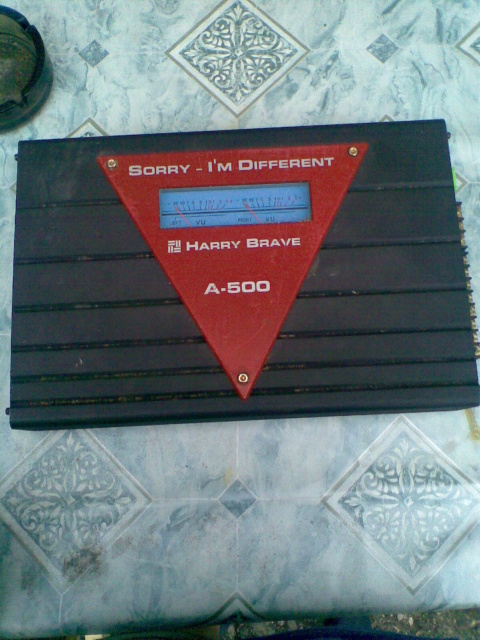 SORRY - I'M DIFFERENT
VU VU
HARRY BRAVE
A-500